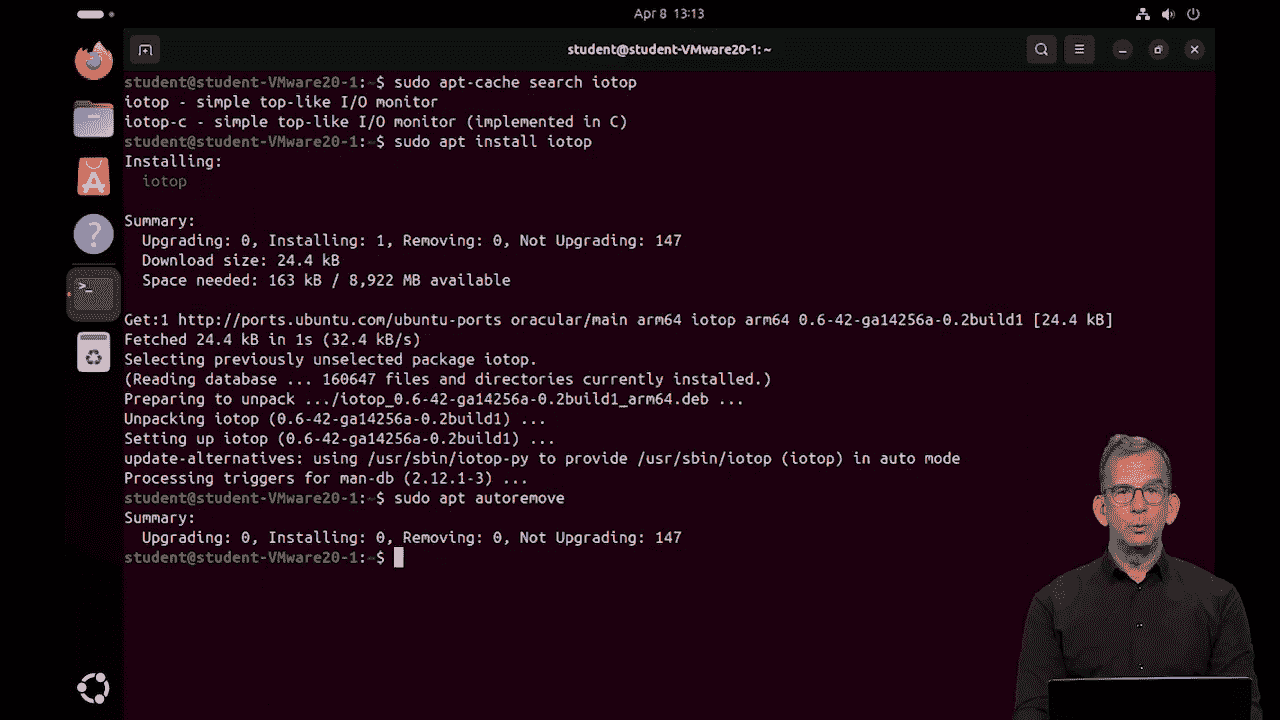 Apr 8 13:13
student@student-VMware20-1: ~
student@student-VMware20-1:~$ sudo apt-cache search iotop
iotop - simple top-like I/O monitor
iotop-c - simple top-like I/O monitor (implemented in C)
student@student-VMware20-1:~$ sudo apt install iotop
Installing:
  iotop
Summary:
  Upgrading: 0, Installing: 1, Removing: 0, Not Upgrading: 147
  Download size: 24.4 kB
  Space needed: 163 kB / 8,922 MB available
Get:1 http://ports.ubuntu.com/ubuntu-ports oracular/main arm64 iotop arm64 0.6-42-ga14256a-0.2build1 [24.4 kB]
Fetched 24.4 kB in 1s (32.4 kB/s)
Selecting previously unselected package iotop.
(Reading database ... 160647 files and directories currently installed.)
Preparing to unpack .../iotop_0.6-42-ga14256a-0.2build1_arm64.deb ...
Unpacking iotop (0.6-42-ga14256a-0.2build1) ...
Setting up iotop (0.6-42-ga14256a-0.2build1) ...
update-alternatives: using /usr/sbin/iotop-py to provide /usr/sbin/iotop (iotop) in auto mode
Processing triggers for man-db (2.12.1-3) ...
student@student-VMware20-1:~$ sudo apt autoremove
Summary:
  Upgrading: 0, Installing: 0, Removing: 0, Not Upgrading: 147
student@student-VMware20-1:~$